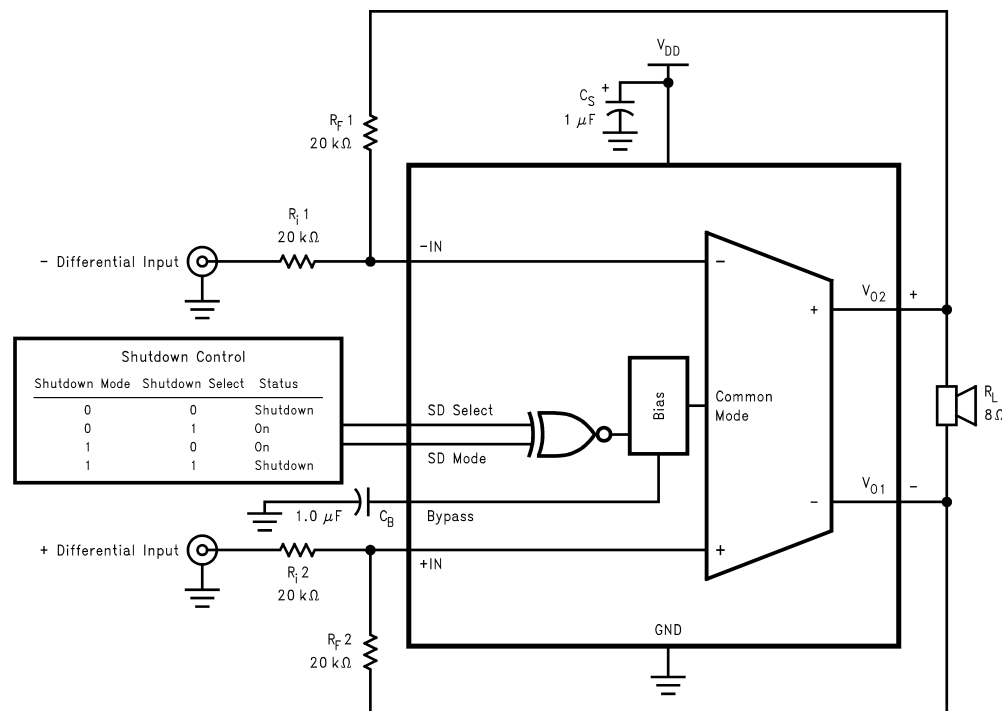 V_DD
C_S
+
1 μF
R_F 1
20 kΩ
R_i 1
20 kΩ
-IN
- Differential Input
-
V_O2
+
+
Shutdown Control
Shutdown Mode Shutdown Select Status
0 0 Shutdown
0 1 On
1 0 On
1 1 Shutdown
SD Select
SD Mode
Bias
Common
Mode
R_L
8 Ω
V_O1
-
-
1.0 μF
C_B
Bypass
+ Differential Input
+IN
+
R_i 2
20 kΩ
R_F 2
20 kΩ
GND